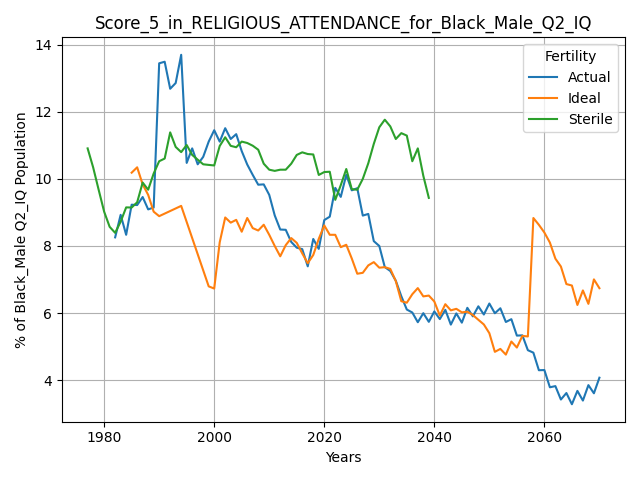 Score_5_in_RELIGIOUS_ATTENDANCE_for_Black_Male_Q2_IQ
Fertility
Actual
Ideal
Sterile
% of Black_Male Q2_IQ Population
14
12
10
8
6
4
1980 2000 2020 2040 2060
Years